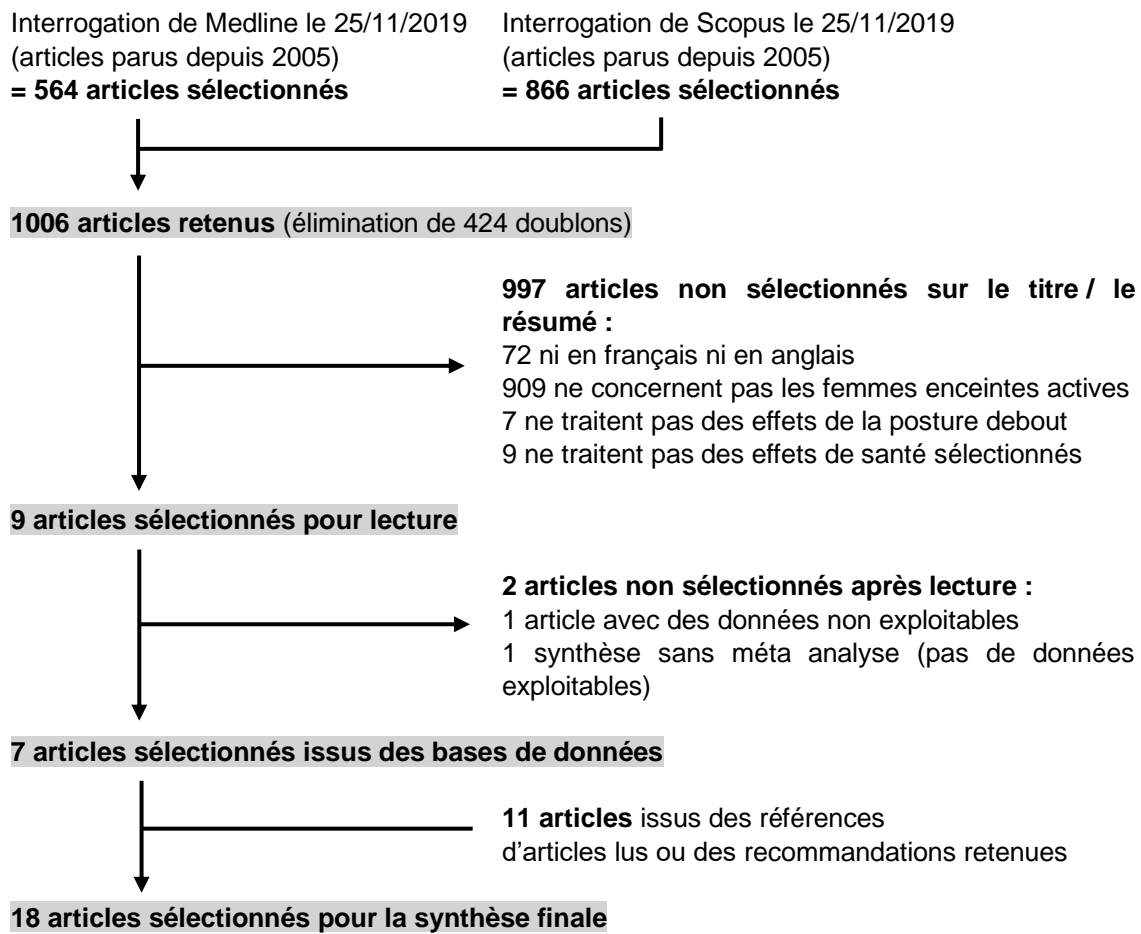 Interrogation de Medline le 25/11/2019
(articles parus depuis 2005)
= 564 articles sélectionnés
Interrogation de Scopus le 25/11/2019
(articles parus depuis 2005)
= 866 articles sélectionnés
1006 articles retenus (élimination de 424 doublons)
997 articles non sélectionnés sur le titre / le
résumé :
72 ni en français ni en anglais
909 ne concernent pas les femmes enceintes actives
7 ne traitent pas des effets de la posture debout
9 ne traitent pas des effets de santé sélectionnés
9 articles sélectionnés pour lecture
2 articles non sélectionnés après lecture :
1 article avec des données non exploitables
1 synthèse sans méta analyse (pas de données
exploitables)
7 articles sélectionnés issus des bases de données
11 articles issus des références
d'articles lus ou des recommandations retenues
18 articles sélectionnés pour la synthèse finale